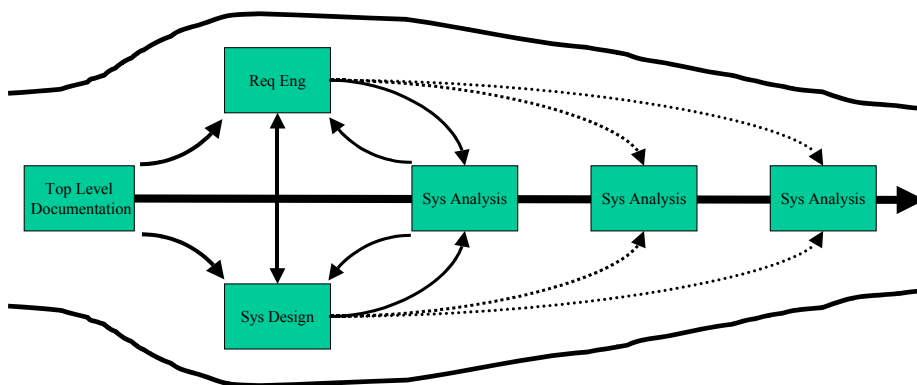 Req Eng
Top Level
Documentation
Sys Analysis
Sys Analysis
Sys Analysis
Sys Design